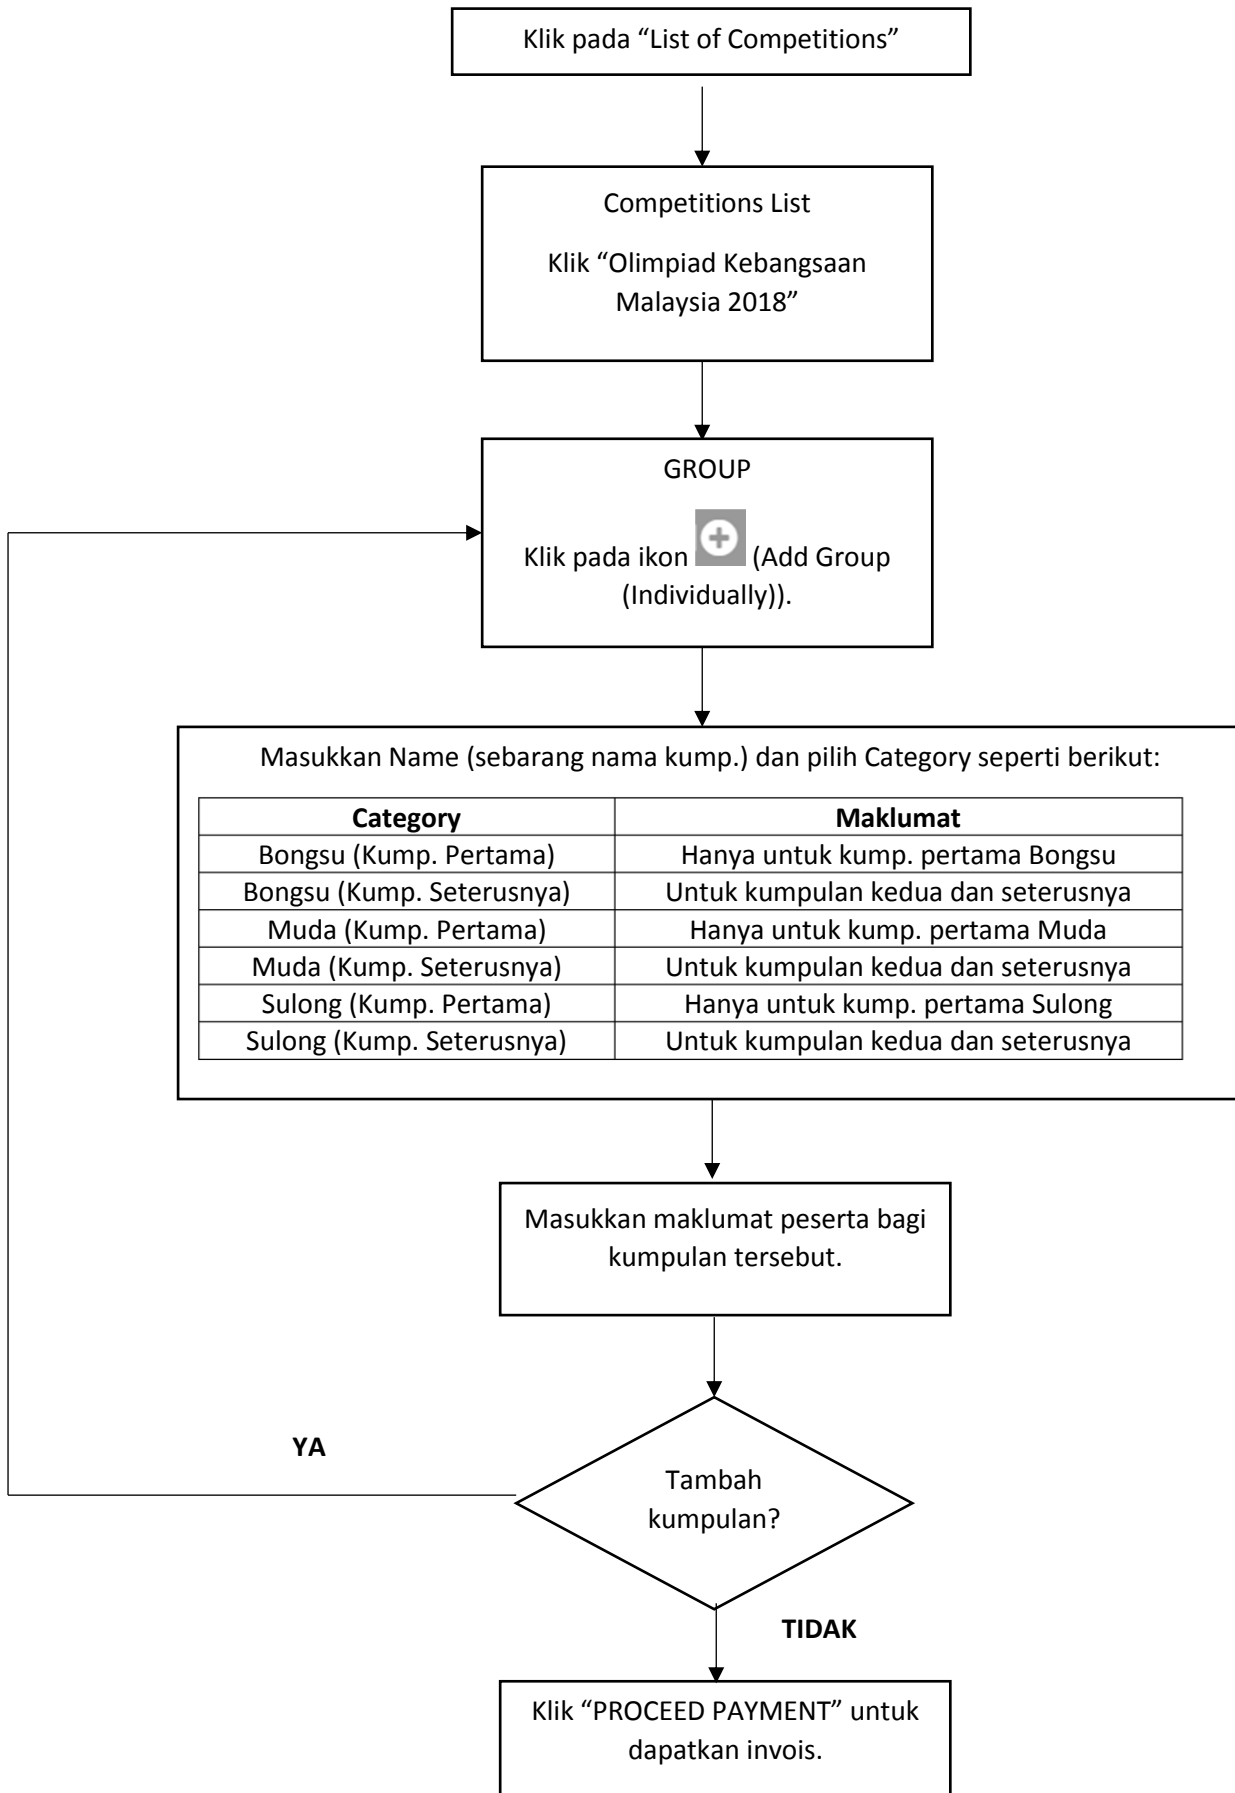 Klik pada “List of Competitions”
Competitions List
Klik “Olimpiad Kebangsaan
Malaysia 2018”
GROUP
Klik pada ikon (Add Group
(Individually)).
Masukkan Name (sebarang nama kump.) dan pilih Category seperti berikut:
Category Maklumat
Bongsu (Kump. Pertama) Hanya untuk kump. pertama Bongsu
Bongsu (Kump. Seterusnya) Untuk kumpulan kedua dan seterusnya
Muda (Kump. Pertama) Hanya untuk kump. pertama Muda
Muda (Kump. Seterusnya) Untuk kumpulan kedua dan seterusnya
Sulong (Kump. Pertama) Hanya untuk kump. pertama Sulong
Sulong (Kump. Seterusnya) Untuk kumpulan kedua dan seterusnya
Masukkan maklumat peserta bagi
kumpulan tersebut.
YA
Tambah
kumpulan?
TIDAK
Klik “PROCEED PAYMENT” untuk
dapatkan invois.